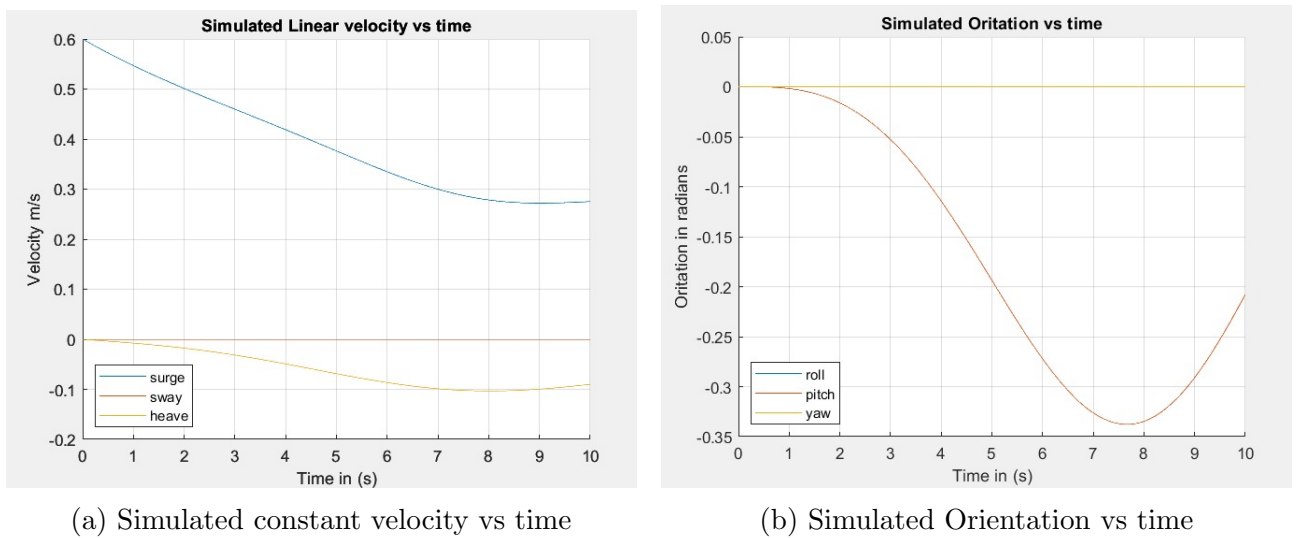 Simulated Linear velocity vs time
0.6
0.5
0.4
0.3
0.2
0.1
0
-0.1
-0.2
Velocity m/s
surge
sway
heave
0 1 2 3 4 5 6 7 8 9 10
Time in (s)
(a) Simulated constant velocity vs time
Simulated Oritation vs time
0.05
0
-0.05
-0.1
-0.15
-0.2
-0.25
-0.3
-0.35
Oritation in radians
roll
pitch
yaw
0 1 2 3 4 5 6 7 8 9 10
Time in (s)
(b) Simulated Orientation vs time